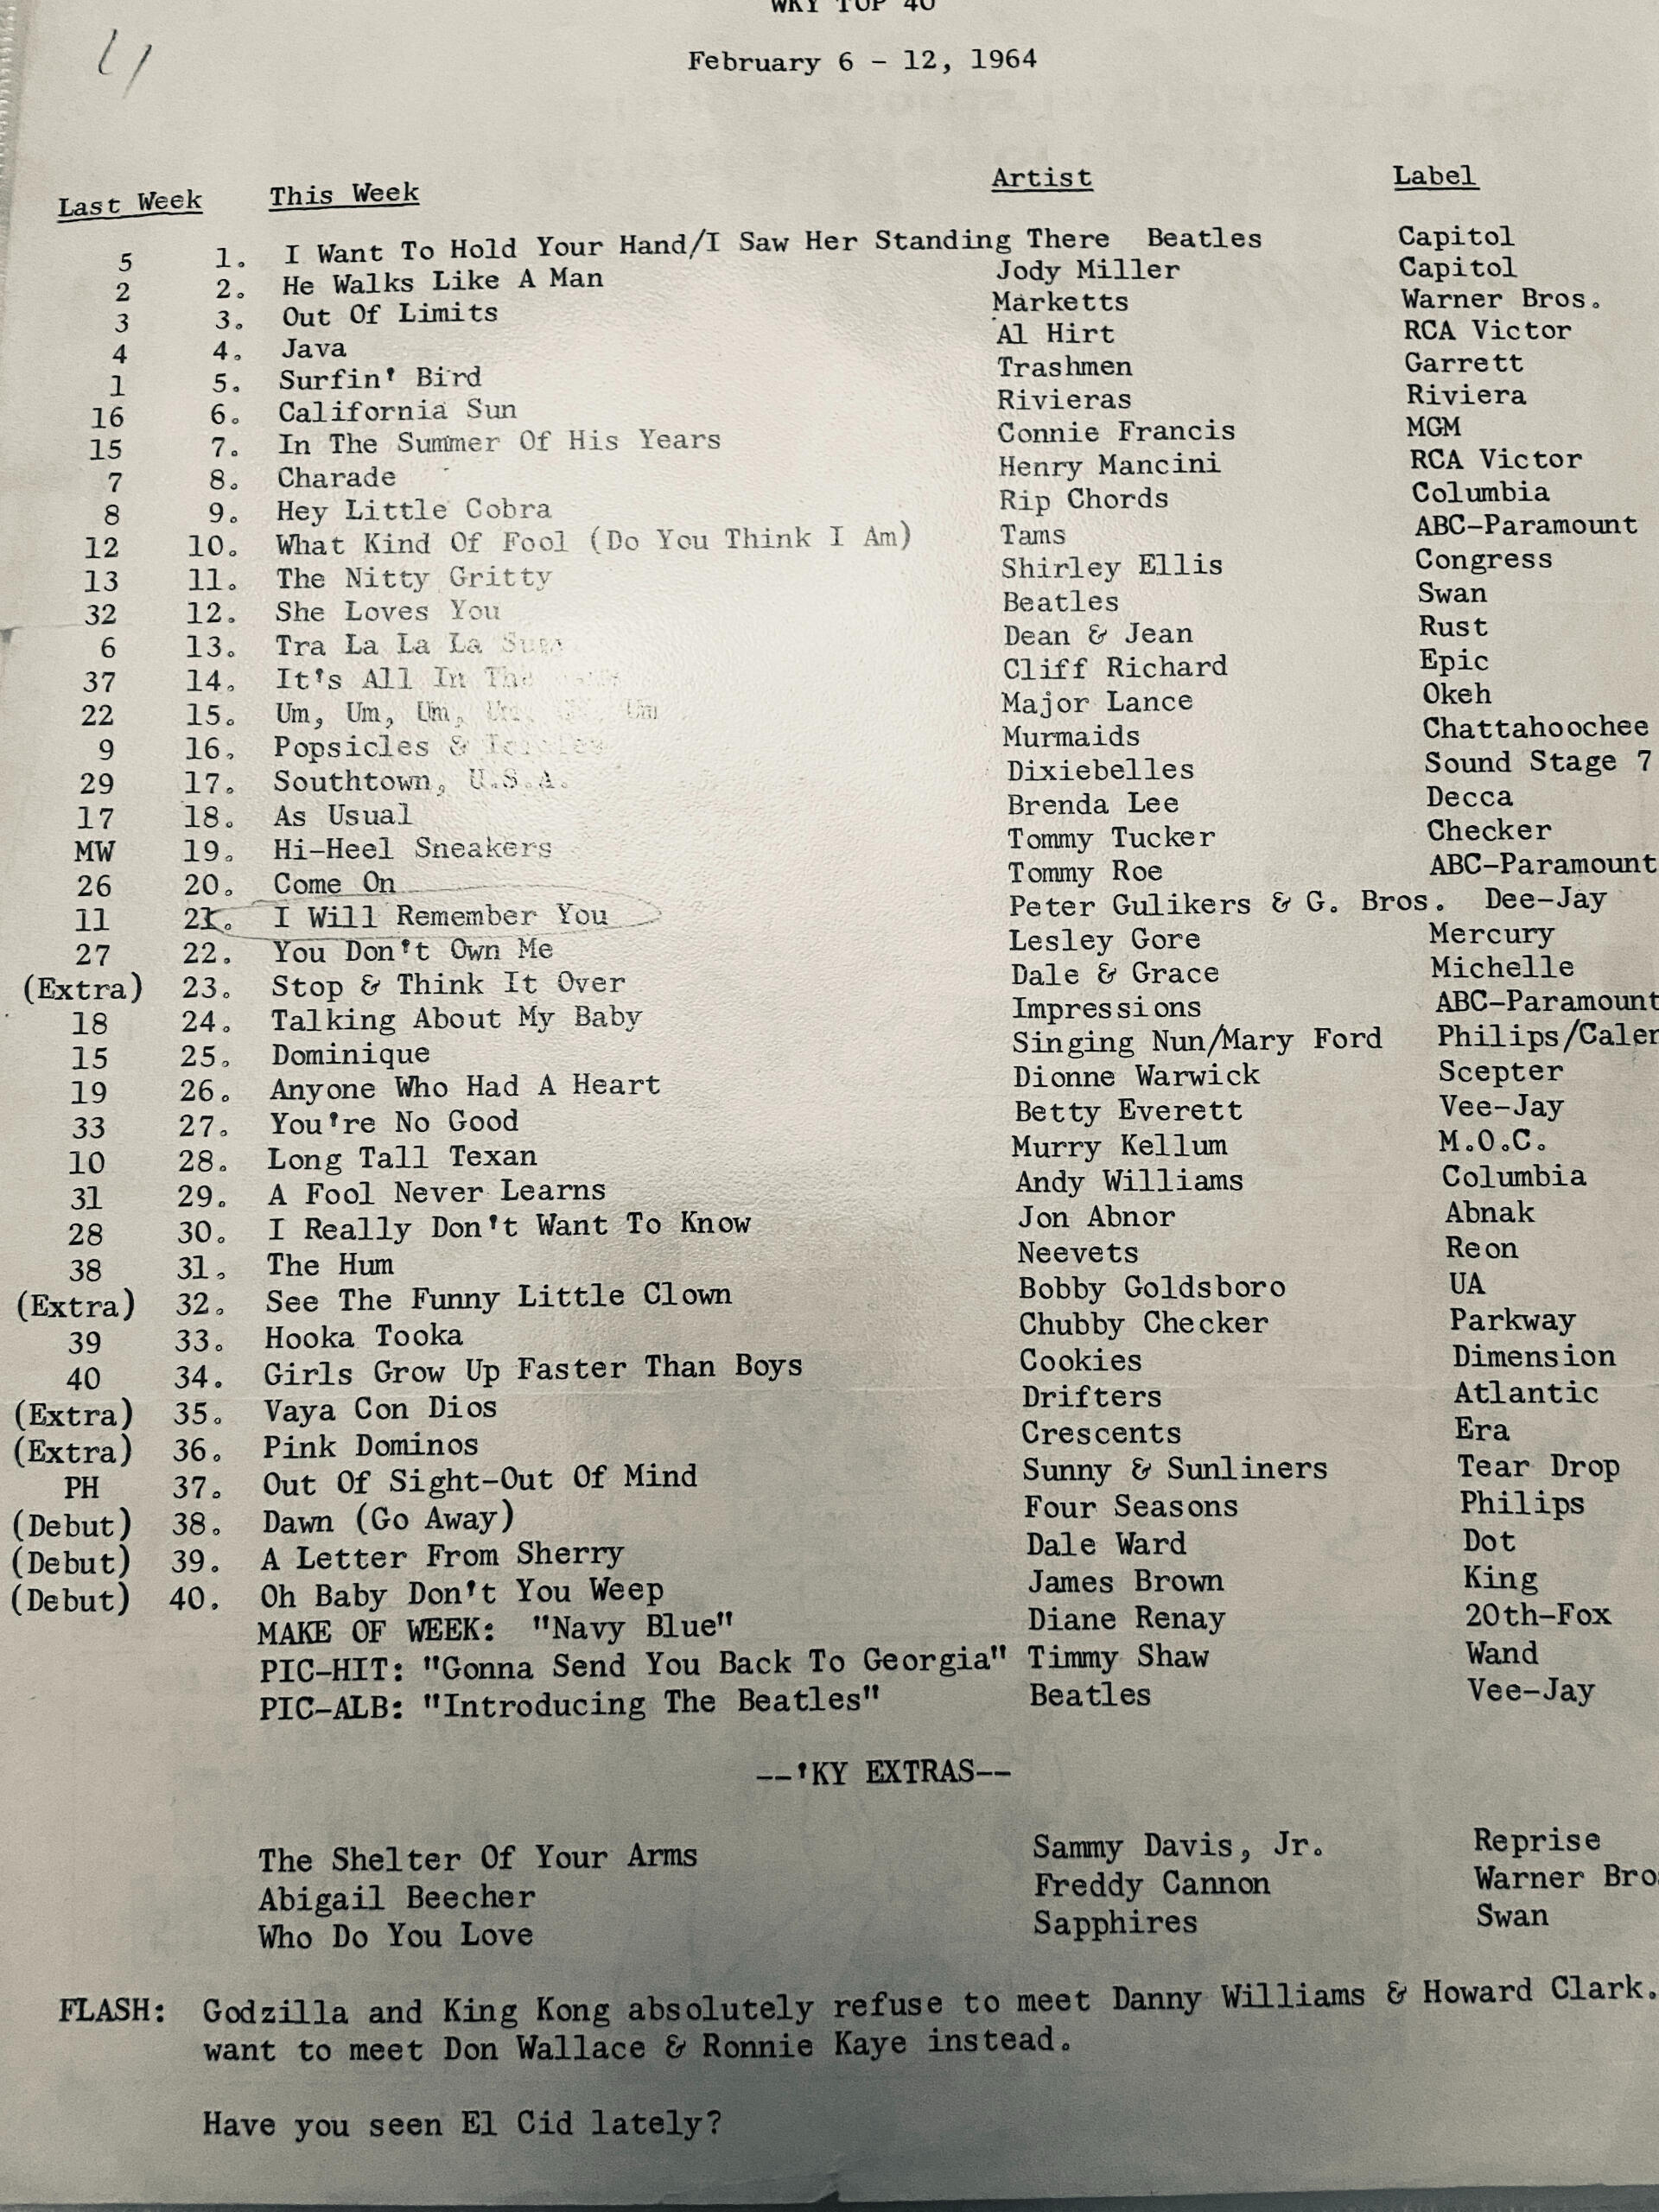 WKY TOP 40
February 6 - 12, 1964
Last Week This Week Artist Label
5 1. I Want To Hold Your Hand/I Saw Her Standing There Beatles Capitol
2 2. He Walks Like A Man Jody Miller Capitol
3 3. Out Of Limits Marketts Warner Bros.
4 4. Java Al Hirt RCA Victor
1 5. Surfin' Bird Trashmen Garrett
16 6. California Sun Rivieras Riviera
15 7. In The Summer Of His Years Connie Francis MGM
7 8. Charade Henry Mancini RCA Victor
8 9. Hey Little Cobra Rip Chords Columbia
12 10. What Kind Of Fool (Do You Think I Am) Tams ABC-Paramount
13 11. The Nitty Gritty Shirley Ellis Congress
32 12. She Loves You Beatles Swan
6 13. Tra La La La Dean & Jean Rust
37 14. It's All In The Cliff Richard Epic
22 15. Um, Um, Um, Um, Um Major Lance Okeh
9 16. Popsicles & Murmaids Chattahoochee
29 17. Southtown, U.S.A. Dixiebelles Sound Stage 7
17 18. As Usual Brenda Lee Decca
MW 19. Hi-Heel Sneakers Tommy Tucker Checker
26 20. Come On Tommy Roe ABC-Paramount
11 21. I Will Remember You Peter Gulikers & G. Bros. Dee-Jay
27 22. You Don't Own Me Lesley Gore Mercury
(Extra) 23. Stop & Think It Over Dale & Grace Michelle
18 24. Talking About My Baby Impressions ABC-Paramount
15 25. Dominique Singing Nun/Mary Ford Philips/Caler
19 26. Anyone Who Had A Heart Dionne Warwick Scepter
33 27. You're No Good Betty Everett Vee-Jay
10 28. Long Tall Texan Murry Kellum M.O.C.
31 29. A Fool Never Learns Andy Williams Columbia
28 30. I Really Don't Want To Know Jon Abnor Abnak
38 31. The Hum Neevets Reon
(Extra) 32. See The Funny Little Clown Bobby Goldsboro UA
39 33. Hooka Tooka Chubby Checker Parkway
40 34. Girls Grow Up Faster Than Boys Cookies Dimension
(Extra) 35. Vaya Con Dios Drifters Atlantic
(Extra) 36. Pink Dominos Crescents Era
PH 37. Out Of Sight-Out Of Mind Sunny & Sunliners Tear Drop
(Debut) 38. Dawn (Go Away) Four Seasons Philips
(Debut) 39. A Letter From Sherry Dale Ward Dot
(Debut) 40. Oh Baby Don't You Weep James Brown King
MAKE OF WEEK: "Navy Blue" Diane Renay 20th-Fox
PIC-HIT: "Gonna Send You Back To Georgia" Timmy Shaw Wand
PIC-ALB: "Introducing The Beatles" Beatles Vee-Jay
--'KY EXTRAS--
The Shelter Of Your Arms Sammy Davis, Jr. Reprise
Abigail Beecher Freddy Cannon Warner Bro
Who Do You Love Sapphires Swan
FLASH: Godzilla and King Kong absolutely refuse to meet Danny Williams & Howard Clark.
want to meet Don Wallace & Ronnie Kaye instead.
Have you seen El Cid lately?